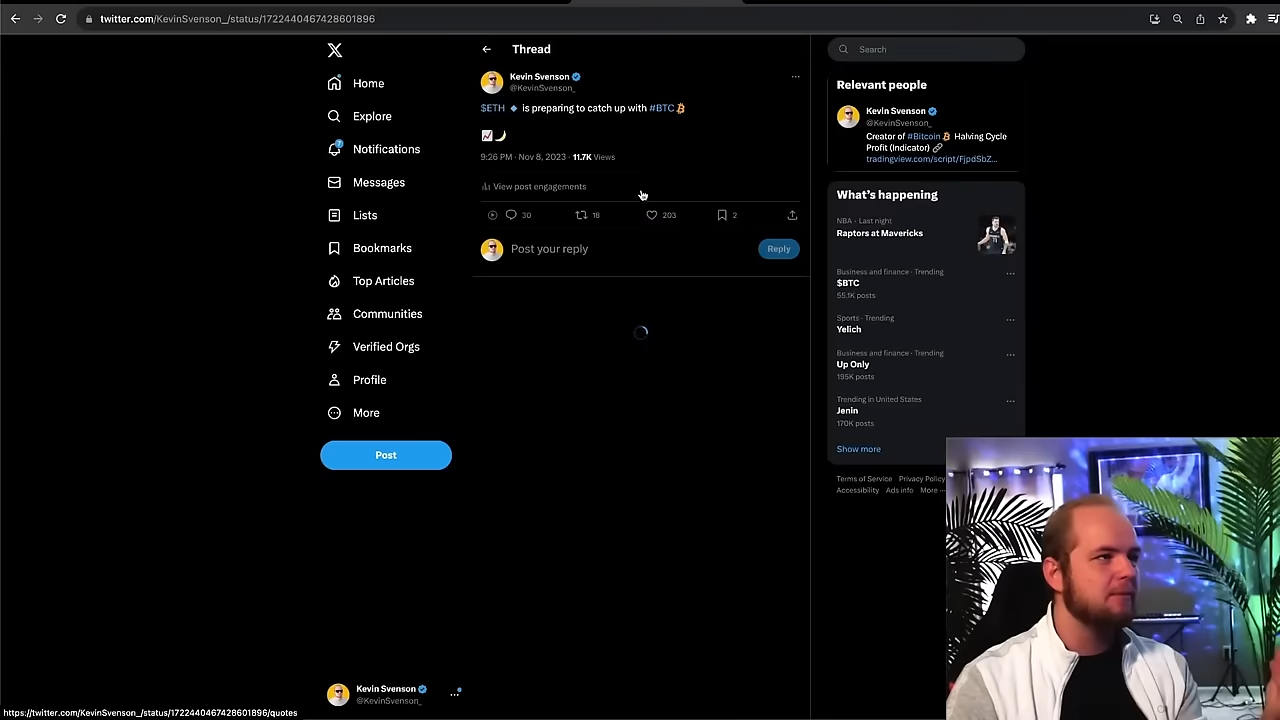 twitter.com/KevinSvenson_/status/1722440467428601896
Home
Explore
7
Notifications
Messages
Lists
Bookmarks
Top Articles
Communities
Verified Orgs
Profile
More
Post
Kevin Svenson
@KevinSvenson_
Thread
Kevin Svenson
@KevinSvenson_
$ETH 🔹 is preparing to catch up with #BTC
📈🌙
9:26 PM · Nov 8, 2023 · 11.7K Views
View post engagements
30 18 203 2
Post your reply
Reply
Search
Relevant people
Kevin Svenson
@KevinSvenson_
Creator of #Bitcoin Halving Cycle
Profit (Indicator) 🔗
tradingview.com/script/FjpdSbZ…
What's happening
NBA · Last night
Raptors at Mavericks
Business and finance · Trending
$BTC
55.1K posts
Sports · Trending
Yelich
Business and finance · Trending
Up Only
195K posts
Trending in United States
Jenin
170K posts
Show more
Terms of Service Privacy Policy
Accessibility Ads info More ···
https://twitter.com/KevinSvenson_/status/1722440467428601896/quotes